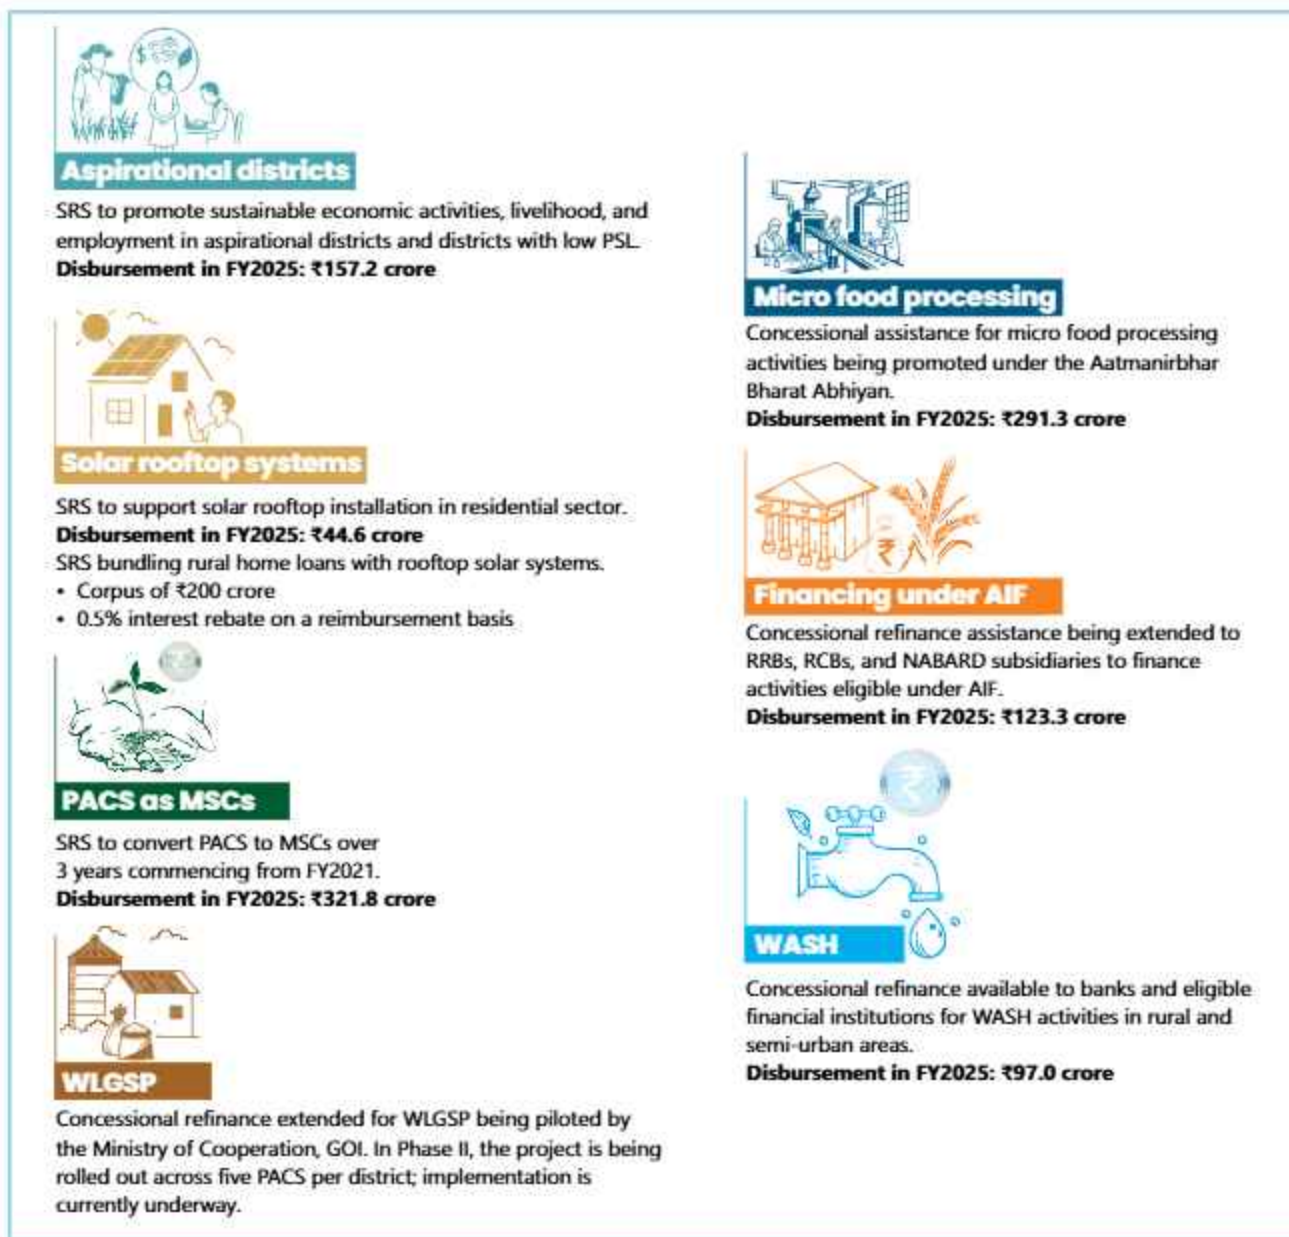 Aspirational districts
SRS to promote sustainable economic activities, livelihood, and
employment in aspirational districts and districts with low PSL.
Disbursement in FY2025: ₹157.2 crore
Solar rooftop systems
SRS to support solar rooftop installation in residential sector.
Disbursement in FY2025: ₹44.6 crore
SRS bundling rural home loans with rooftop solar systems.
• Corpus of ₹200 crore
• 0.5% interest rebate on a reimbursement basis
PACS as MSCs
SRS to convert PACS to MSCs over
3 years commencing from FY2021.
Disbursement in FY2025: ₹321.8 crore
WLGSP
Concessional refinance extended for WLGSP being piloted by
the Ministry of Cooperation, GOI. In Phase II, the project is being
rolled out across five PACS per district; implementation is
currently underway.
Micro food processing
Concessional assistance for micro food processing
activities being promoted under the Aatmanirbhar
Bharat Abhiyan.
Disbursement in FY2025: ₹291.3 crore
Financing under AIF
Concessional refinance assistance being extended to
RRBs, RCBs, and NABARD subsidiaries to finance
activities eligible under AIF.
Disbursement in FY2025: ₹123.3 crore
WASH
Concessional refinance available to banks and eligible
financial institutions for WASH activities in rural and
semi-urban areas.
Disbursement in FY2025: ₹97.0 crore